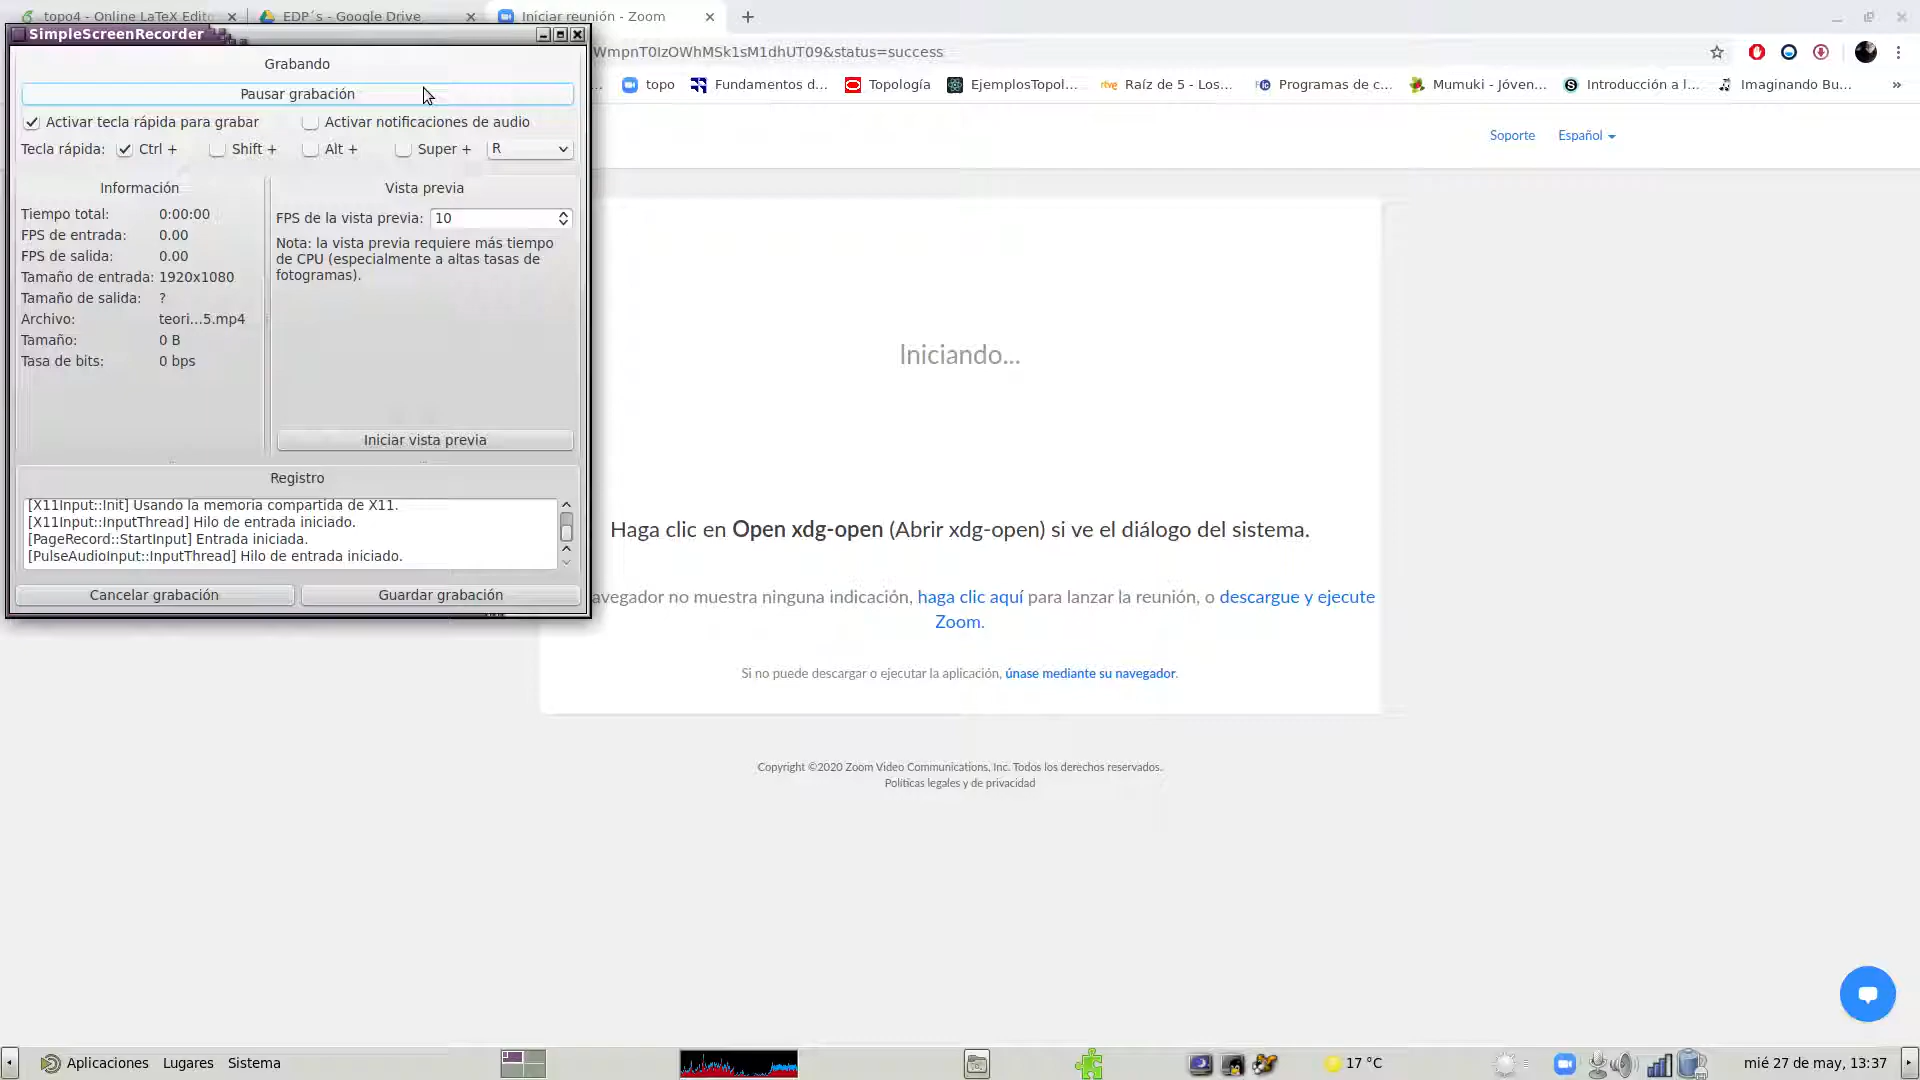 topo4 - Online LaTeX Edito
EDP´s - Google Drive
Iniciar reunión - Zoom
SimpleScreenRecorder
WmpnT0IzOWhMSk1sM1dhUT09&status=success
Grabando
Pausar grabación
topo
Fundamentos d...
Topología
EjemplosTopol...
Raíz de 5 - Los...
Programas de c...
Mumuki - Jóven...
Introducción a l...
Imaginando Bu...
»
Activar tecla rápida para grabar
Activar notificaciones de audio
Tecla rápida: Ctrl + Shift + Alt + Super + R
Soporte Español
Información
Tiempo total: 0:00:00
FPS de entrada: 0.00
FPS de salida: 0.00
Tamaño de entrada: 1920x1080
Tamaño de salida: ?
Archivo: teori...5.mp4
Tamaño: 0 B
Tasa de bits: 0 bps
Vista previa
FPS de la vista previa: 10
Nota: la vista previa requiere más tiempo
de CPU (especialmente a altas tasas de
fotogramas).
Iniciar vista previa
Registro
[X11Input::Init] Usando la memoria compartida de X11.
[X11Input::InputThread] Hilo de entrada iniciado.
[PageRecord::StartInput] Entrada iniciada.
[PulseAudioInput::InputThread] Hilo de entrada iniciado.
Cancelar grabación
Guardar grabación
Iniciando...
Haga clic en Open xdg-open (Abrir xdg-open) si ve el diálogo del sistema.
avegador no muestra ninguna indicación, haga clic aquí para lanzar la reunión, o descargue y ejecute
Zoom.
Si no puede descargar o ejecutar la aplicación, únase mediante su navegador.
Copyright ©2020 Zoom Video Communications, Inc. Todos los derechos reservados.
Políticas legales y de privacidad
Aplicaciones Lugares Sistema
17 °C
mié 27 de may, 13:37